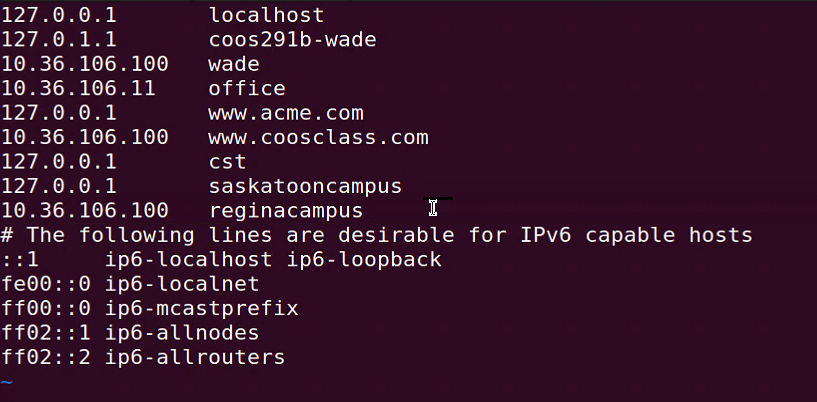 127.0.0.1       localhost
127.0.1.1       coos291b-wade
10.36.106.100   wade
10.36.106.11    office
127.0.0.1       www.acme.com
10.36.106.100   www.coosclass.com
127.0.0.1       cst
127.0.0.1       saskatooncampus
10.36.106.100   reginacampus
# The following lines are desirable for IPv6 capable hosts
::1     ip6-localhost ip6-loopback
fe00::0 ip6-localnet
ff00::0 ip6-mcastprefix
ff02::1 ip6-allnodes
ff02::2 ip6-allrouters
~